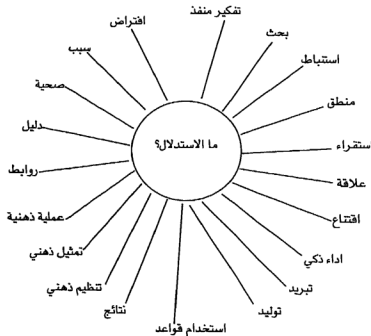 تفكير منفذ
افتراض
بحث
سبب
استنباط
صحية
منطق
دليل
ما الاستدلال؟
ستقراء
روابط
علاقة
عملية ذهنية
اقتناع
تمثيل ذهني
اداء ذكي
تنظيم ذهني
تبريد
نتائج
توليد
استخدام قواعد